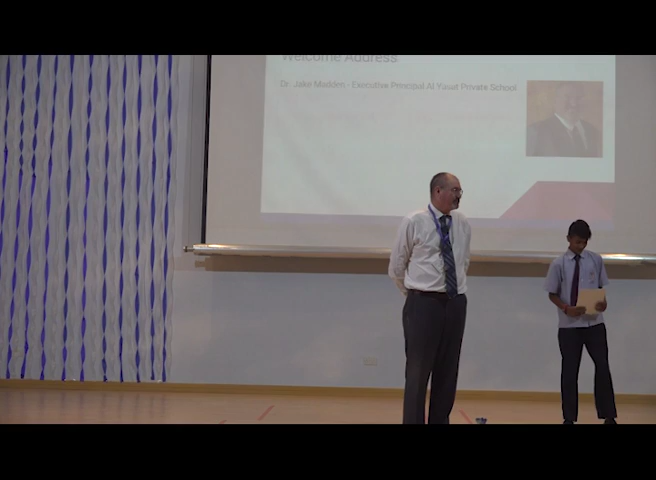 Welcome Address
Dr. Jake Madden - Executive Principal Al Yasat Private School